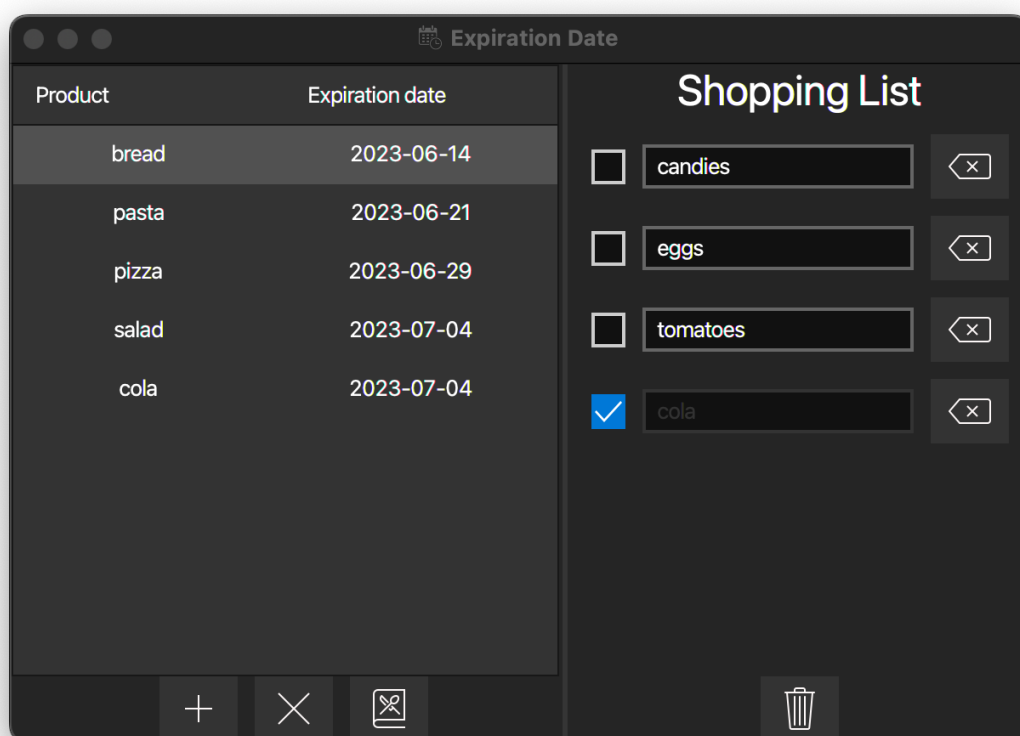 Expiration Date
Product Expiration date
bread 2023-06-14
pasta 2023-06-21
pizza 2023-06-29
salad 2023-07-04
cola 2023-07-04
Shopping List
candies
eggs
tomatoes
cola